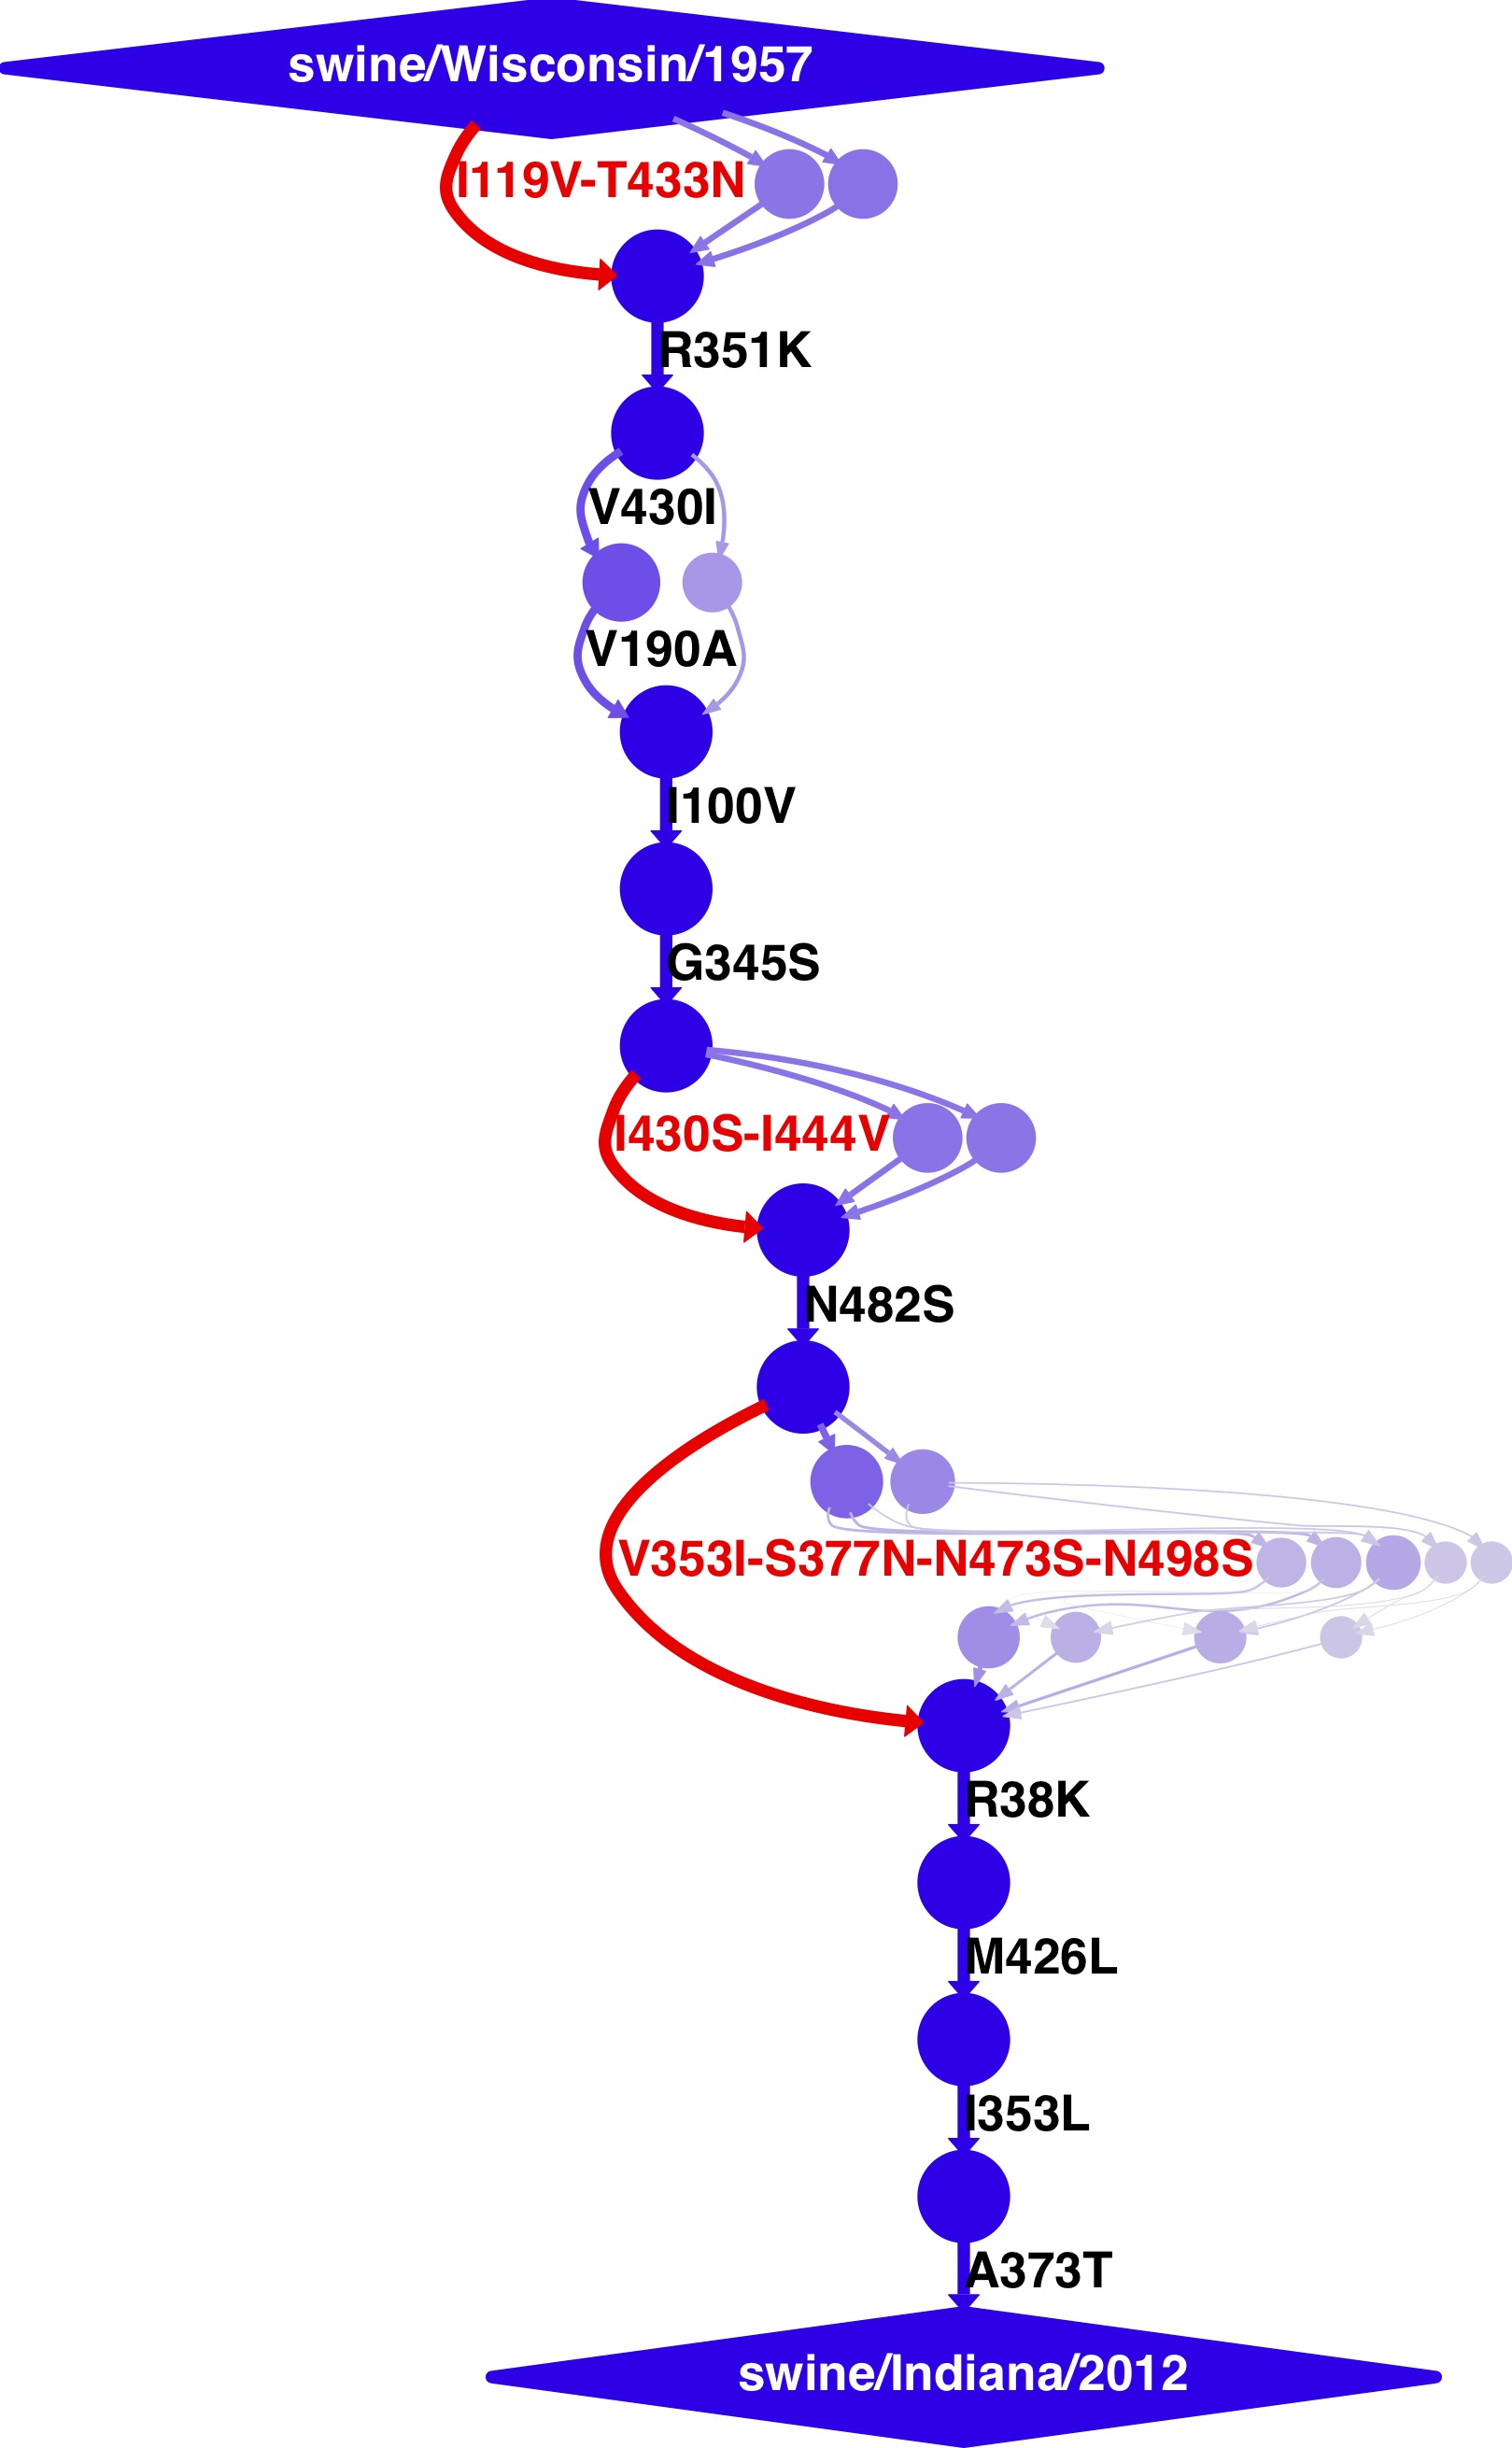 swine/Wisconsin/1957
I119V-T433N
R351K
V430I
V190A
I100V
G345S
I430S-I444V
N482S
V353I-S377N-N473S-N498S
R38K
M426L
I353L
A373T
swine/Indiana/2012